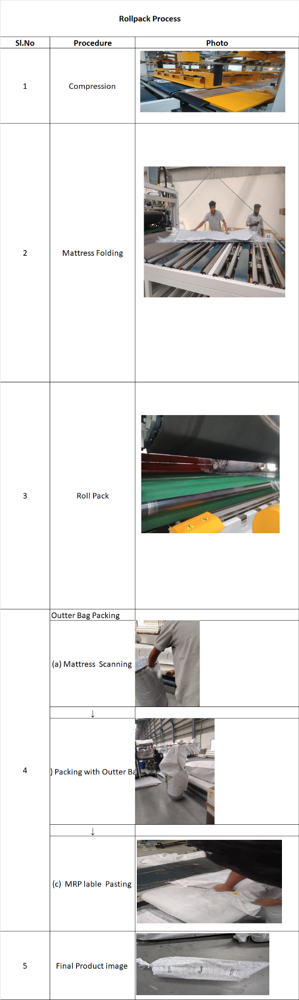 Rollpack Process
Sl.No Procedure Photo
1 Compression
2 Mattress Folding
82
3 Roll Pack
Outter Bag Packing
(a) Mattress Scanning
↓
4
) Packing with Outter Ba
↓
(c) MRP lable Pasting
5 Final Product image